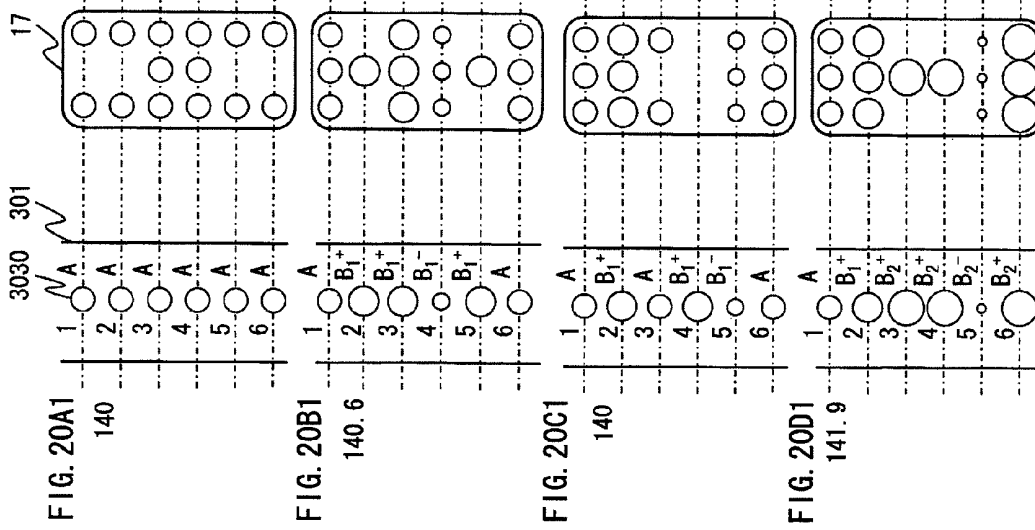 17
301
3030
FIG. 20A1
140
1 A
2 A
3 A
4 A
5 A
6 A
FIG. 20B1
140.6
1 A
2 B₁⁺
3 B₁⁺
4 B₁⁻
5 B₁⁺
6 A
FIG. 20C1
140
1 A
2 B₁⁺
3 A
4 B₁⁺
5 B₁⁻
6 A
FIG. 20D1
141.9
1 A
2 B₁⁺
3 B₂⁺
4 B₂⁺
5 B₂⁻
6 B₂⁺